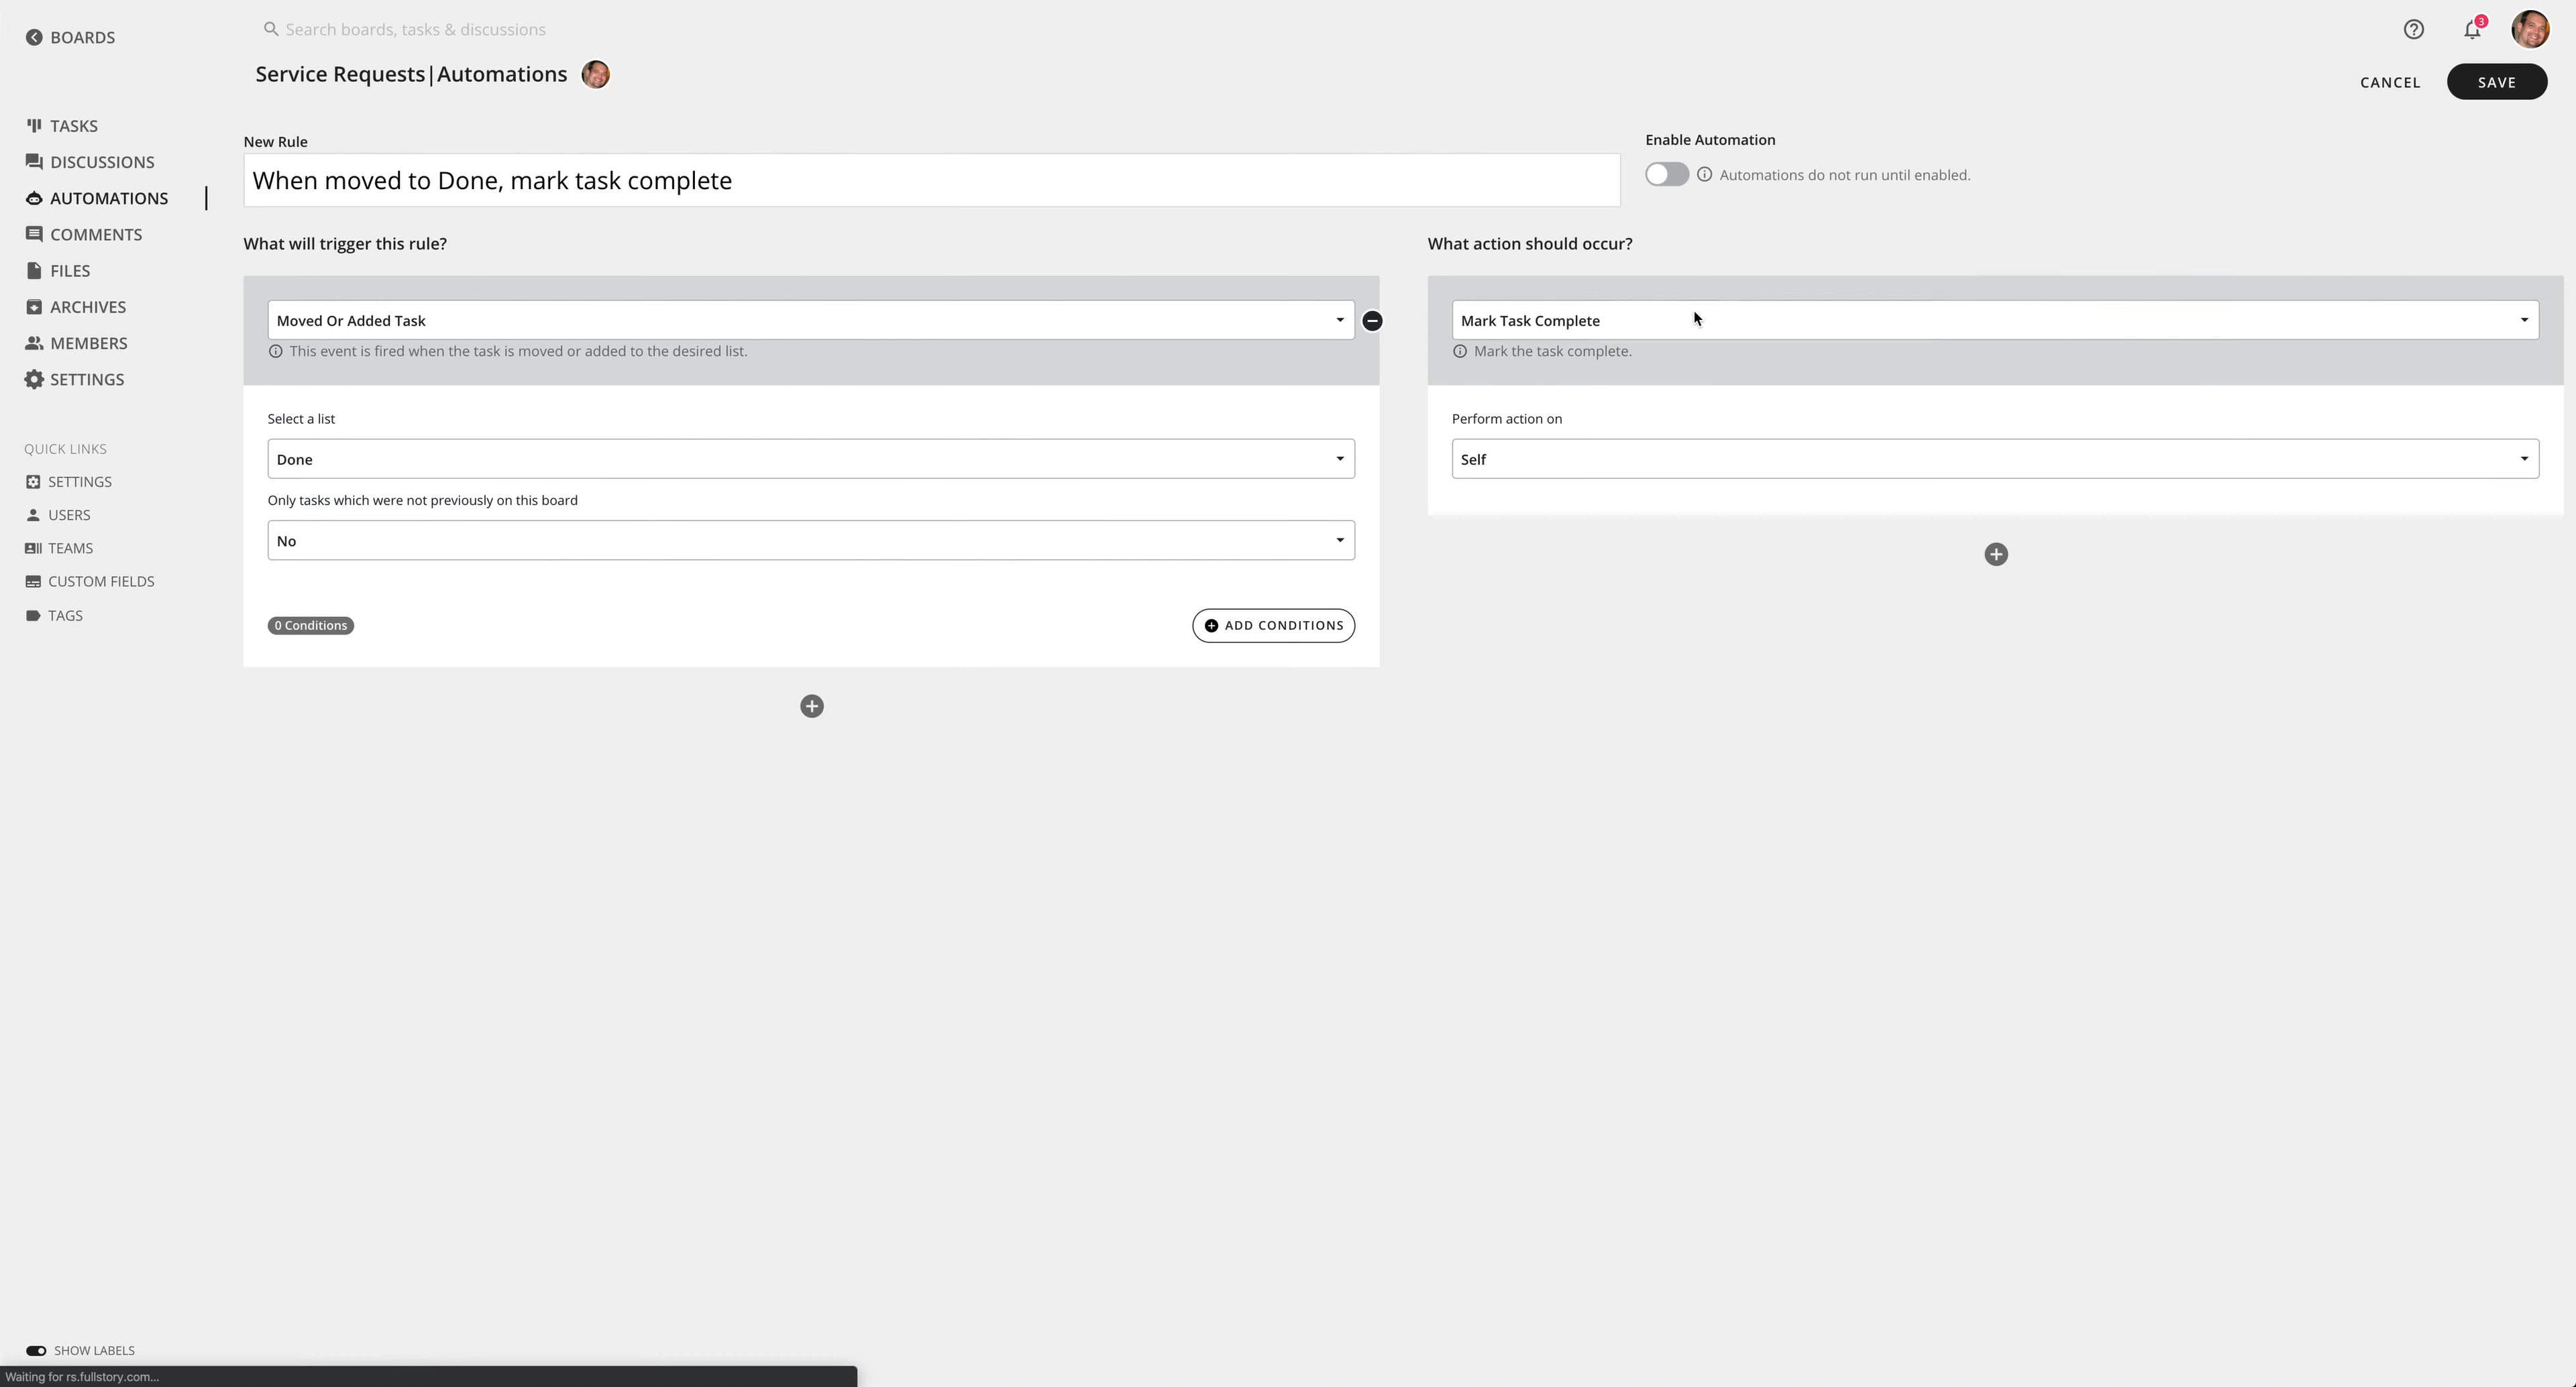 BOARDS
Search boards, tasks & discussions
3
Service Requests|Automations
CANCEL
SAVE
TASKS
DISCUSSIONS
AUTOMATIONS
COMMENTS
FILES
ARCHIVES
MEMBERS
SETTINGS
QUICK LINKS
SETTINGS
USERS
TEAMS
CUSTOM FIELDS
TAGS
New Rule
When moved to Done, mark task complete
Enable Automation
Automations do not run until enabled.
What will trigger this rule?
Moved Or Added Task
This event is fired when the task is moved or added to the desired list.
Select a list
Done
Only tasks which were not previously on this board
No
0 Conditions
ADD CONDITIONS
What action should occur?
Mark Task Complete
Mark the task complete.
Perform action on
Self
SHOW LABELS
Waiting for rs.fullstory.com...